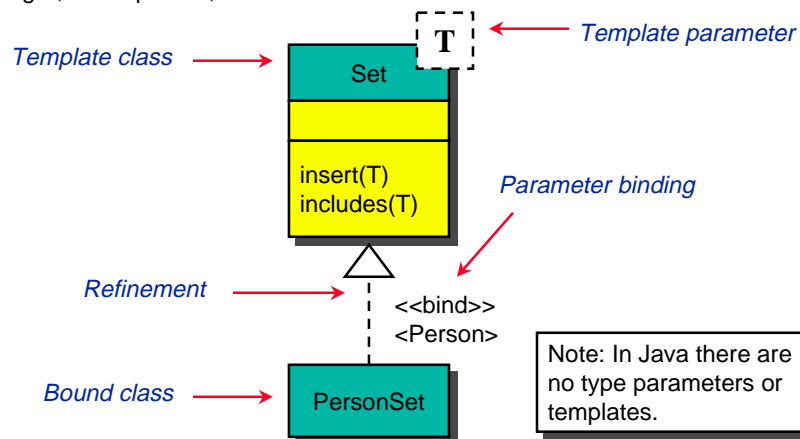 T
Template parameter
Template class
Set
insert(T)
includes(T)
Parameter binding
Refinement
<<bind>>
<Person>
Note: In Java there are
no type parameters or
templates.
Bound class
PersonSet